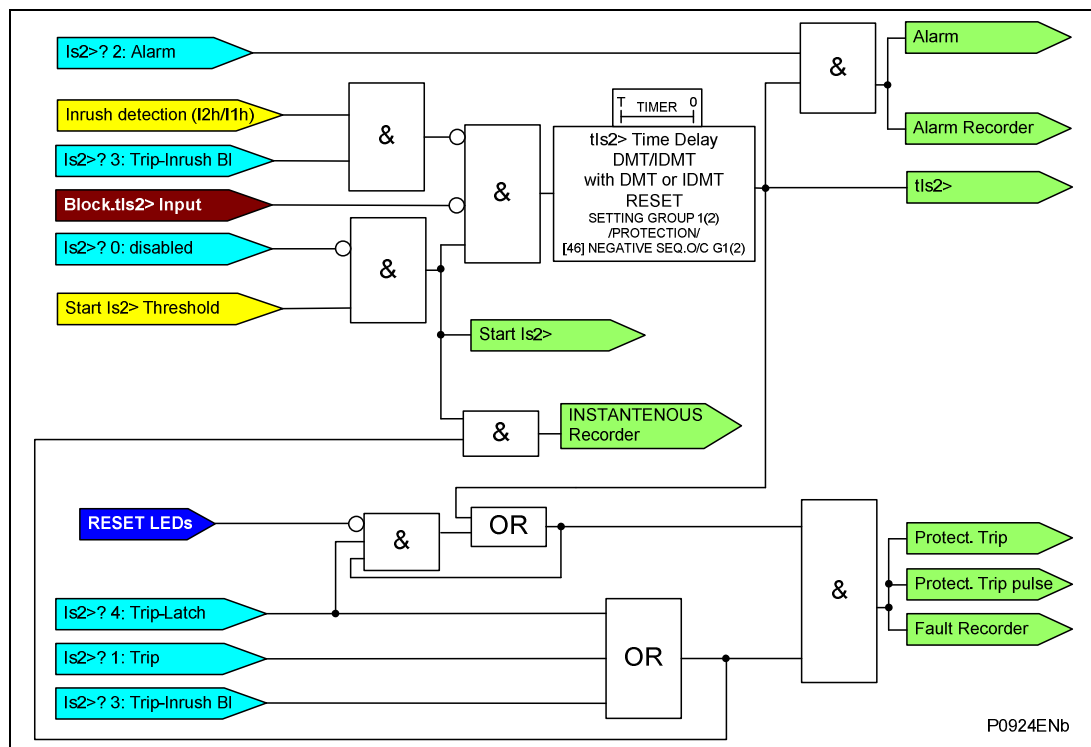 Is2>? 2: Alarm
&
Alarm
Alarm Recorder
Inrush detection (I2h/I1h)
Is2>? 3: Trip-Inrush Bl
&
&
T TIMER 0
tIs2> Time Delay
DMT/IDMT
with DMT or IDMT
RESET
SETTING GROUP 1(2)
/PROTECTION/
[46] NEGATIVE SEQ.O/C G1(2)
tIs2>
Block.tIs2> Input
Is2>? 0: disabled
&
Start Is2> Threshold
Start Is2>
&
INSTANTENOUS
Recorder
RESET LEDs
&
OR
Is2>? 4: Trip-Latch
Is2>? 1: Trip
Is2>? 3: Trip-Inrush Bl
OR
&
Protect. Trip
Protect. Trip pulse
Fault Recorder
P0924ENb